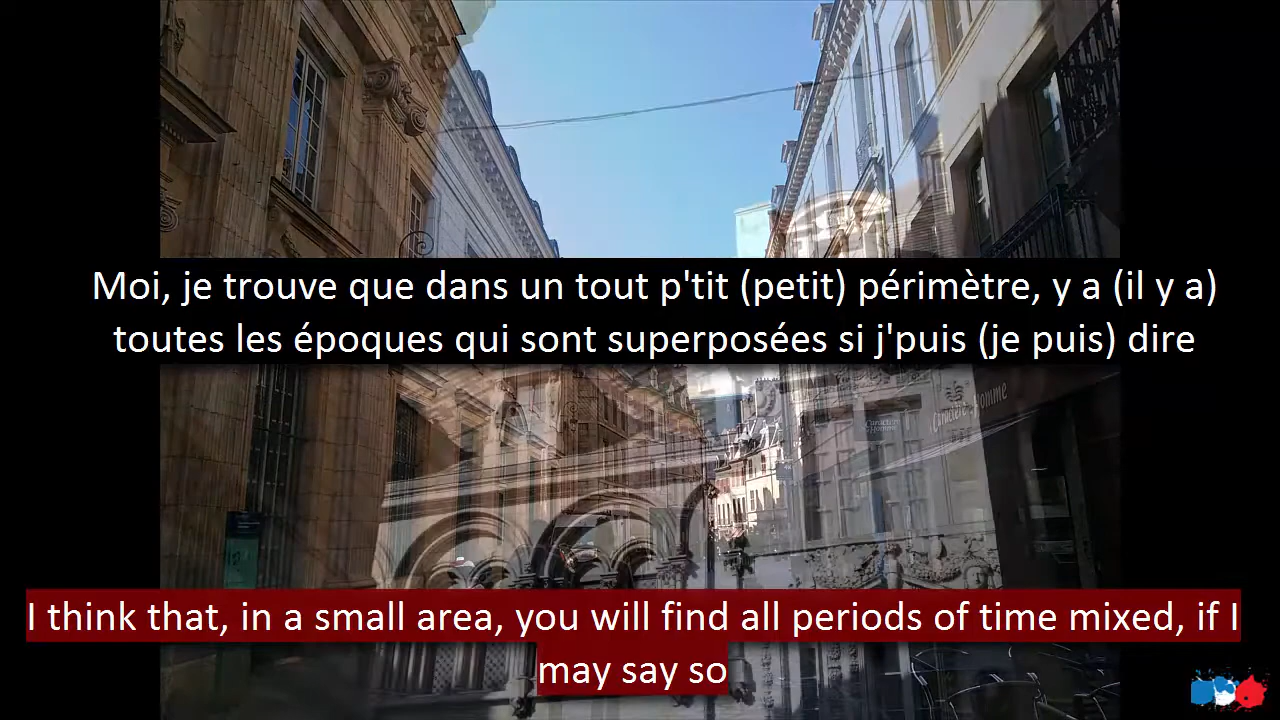 Moi, je trouve que dans un tout p'tit (petit) périmètre, y a (il y a)
toutes les époques qui sont superposées si j'puis (je puis) dire
Caractère d'Homme
I think that, in a small area, you will find all periods of time mixed, if I
may say so